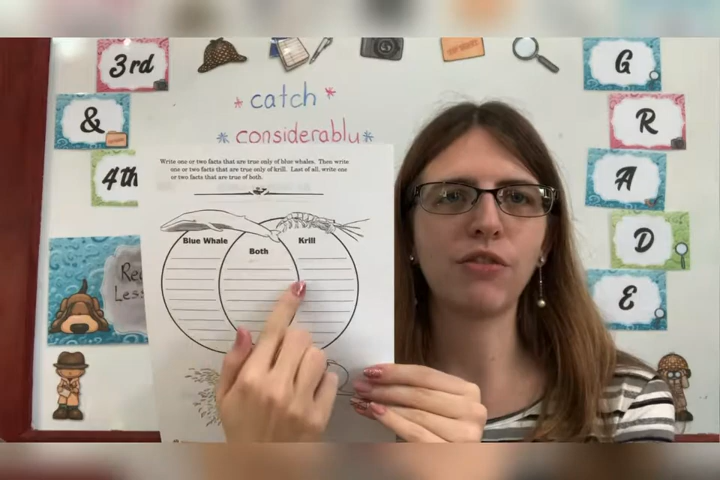 3rd
&
4th
G
R
A
D
E
* catch *
* considerably *
Write one or two facts that are true only of blue whales. Then write
one or two facts that are true only of krill. Last of all, write one
or two facts that are true of both.
Blue Whale
Both
Krill